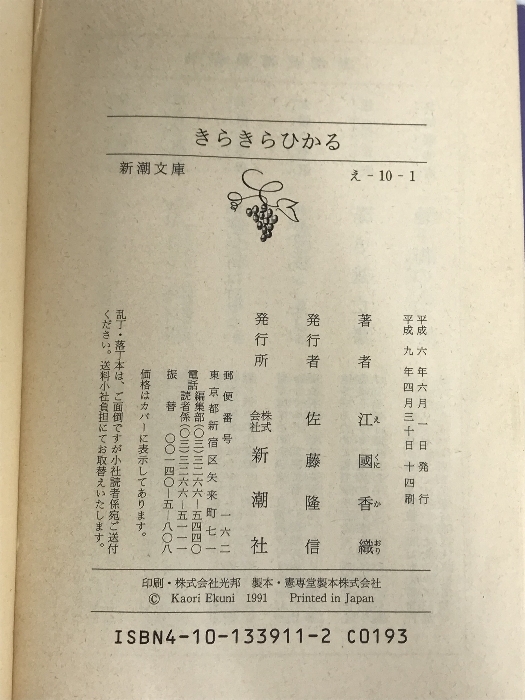 きらきらひかる
新潮文庫
え-10-1
平成六年六月一日発行
平成九年四月三十日十四刷
著者 江國香織
え くに か おり
発行者 佐藤隆信
発行所 株式会社 新潮社
郵便番号 一六二
東京都新宿区矢来町七一
電話 編集部(〇三)三二六六―五四四〇
読者係(〇三)三二六六―五一一一
振替 〇〇一四〇―五―八〇八
価格はカバーに表示してあります。
乱丁・落丁本は、ご面倒ですが小社読者係宛ご送付
ください。送料小社負担にてお取替えいたします。
印刷・株式会社光邦 製本・憲専堂製本株式会社
© Kaori Ekuni 1991 Printed in Japan
ISBN4-10-133911-2 C0193